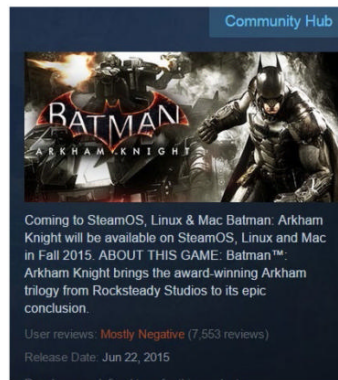 Community Hub
BATMAN
ARKHAM KNIGHT
Coming to SteamOS, Linux & Mac Batman: Arkham
Knight will be available on SteamOS, Linux and Mac
in Fall 2015. ABOUT THIS GAME: Batman™:
Arkham Knight brings the award-winning Arkham
trilogy from Rocksteady Studios to its epic
conclusion.
User reviews: Mostly Negative (7,553 reviews)
Release Date: Jun 22, 2015